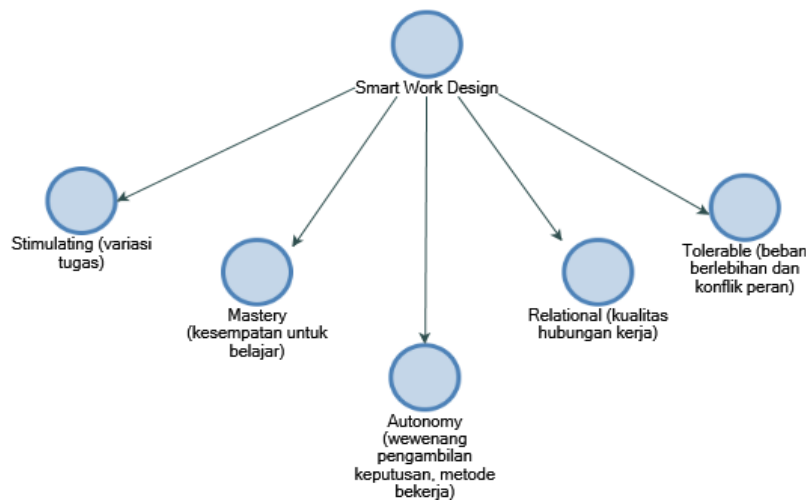 Smart Work Design
Stimulating (variasi
tugas)
Mastery
(kesempatan untuk
belajar)
Autonomy
(wewenang
pengambilan
keputusan, metode
bekerja)
Relational (kualitas
hubungan kerja)
Tolerable (beban
berlebihan dan
konflik peran)